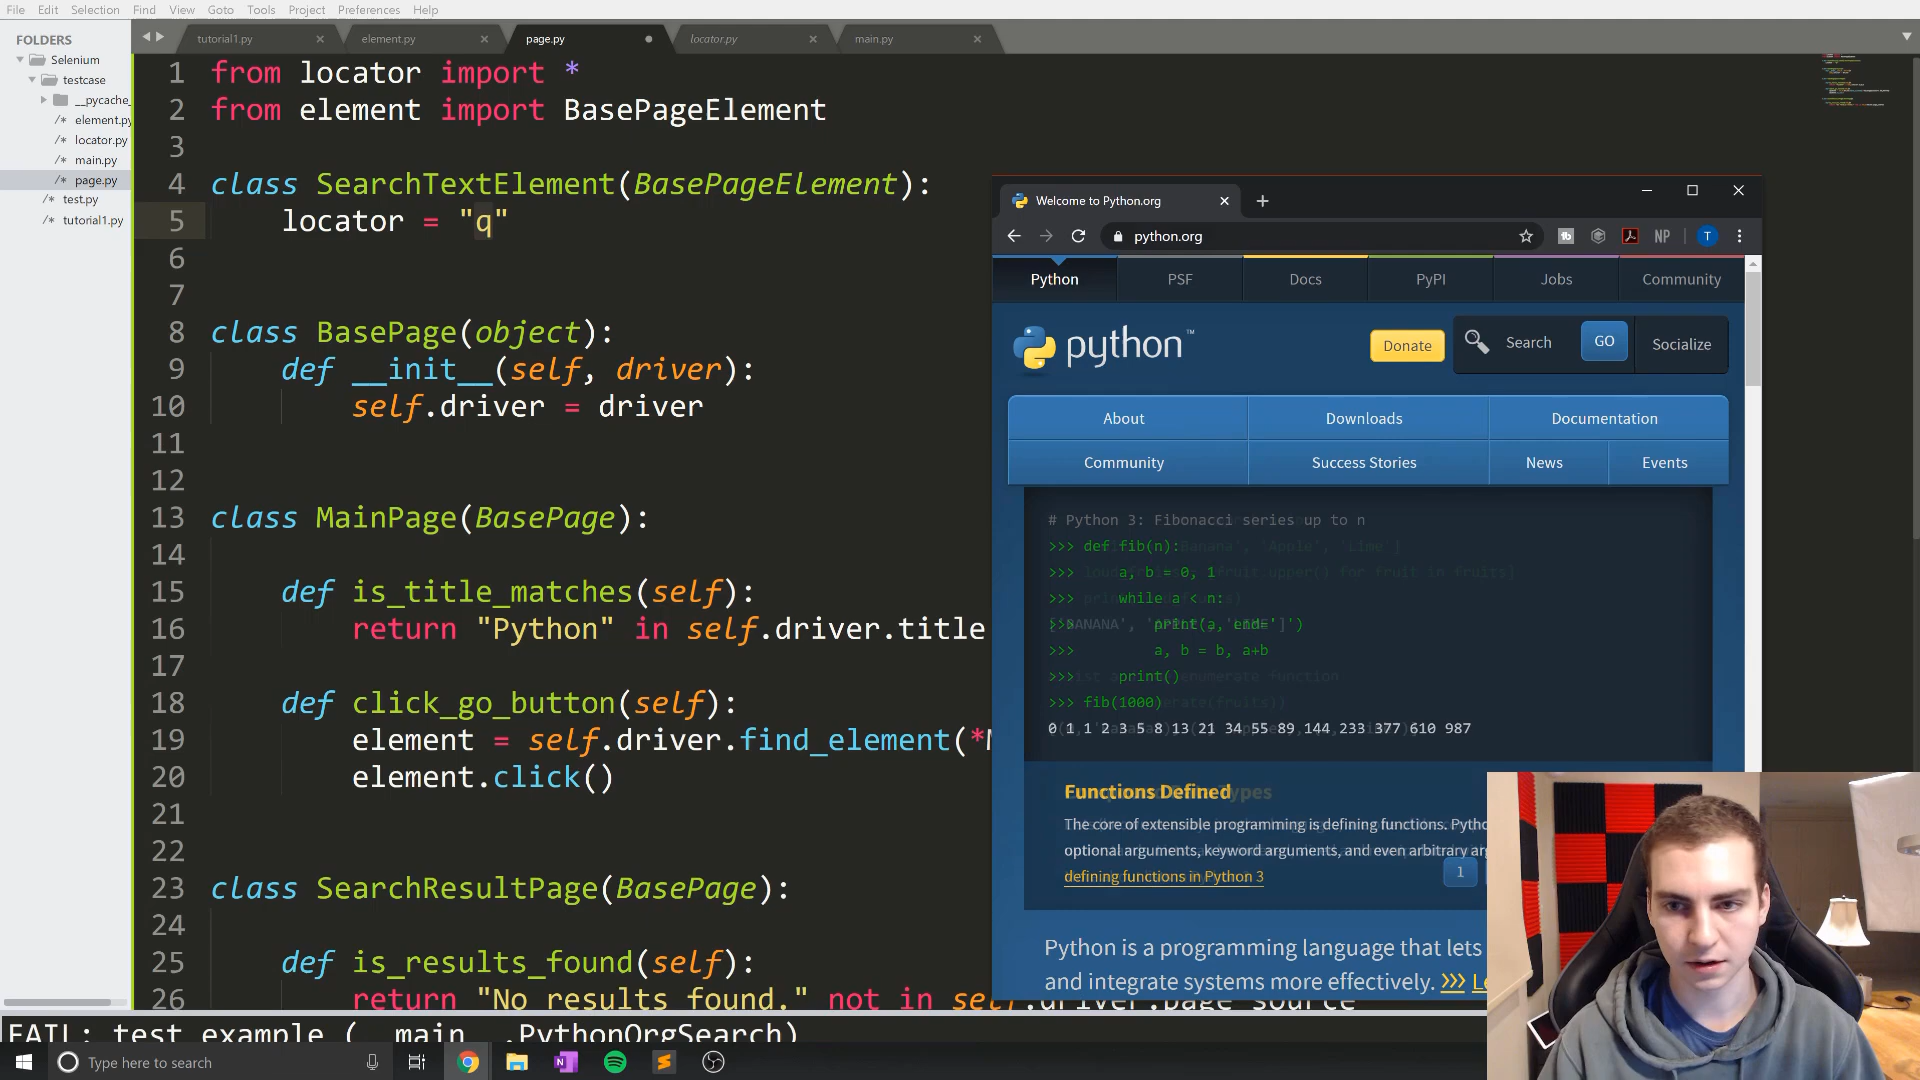 File Edit Selection Find View Goto Tools Project Preferences Help
FOLDERS
Selenium
testcase
__pycache_
element.py
locator.py
main.py
page.py
test.py
tutorial1.py
tutorial1.py element.py page.py locator.py main.py
1 from locator import *
2 from element import BasePageElement
3
4 class SearchTextElement(BasePageElement):
5 locator = "q"
6
7
8 class BasePage(object):
9 def __init__(self, driver):
10 self.driver = driver
11
12
13 class MainPage(BasePage):
14
15 def is_title_matches(self):
16 return "Python" in self.driver.title
17
18 def click_go_button(self):
19 element = self.driver.find_element(*
20 element.click()
21
22
23 class SearchResultPage(BasePage):
24
25 def is_results_found(self):
26 return "No results found." not in self.driver.page_source
FAIL: test_example (__main__.PythonOrgSearch)
Welcome to Python.org
python.org
NP T
Python PSF Docs PyPI Jobs Community
python™ Donate Search GO Socialize
About Downloads Documentation
Community Success Stories News Events
# Python 3: Fibonacci series up to n
>>> def fib(n):
>>> a, b = 0, 1
>>> while a < n:
>>> print(a, end=' ')
>>> a, b = b, a+b
>>> print()
>>> fib(1000)
0 1 1 2 3 5 8 13 21 34 55 89 144 233 377 610 987
Functions Defined
The core of extensible programming is defining functions.
optional arguments, keyword arguments, and even arbitrary
defining functions in Python 3
1
Python is a programming language that lets
and integrate systems more effectively. >>>
Type here to search